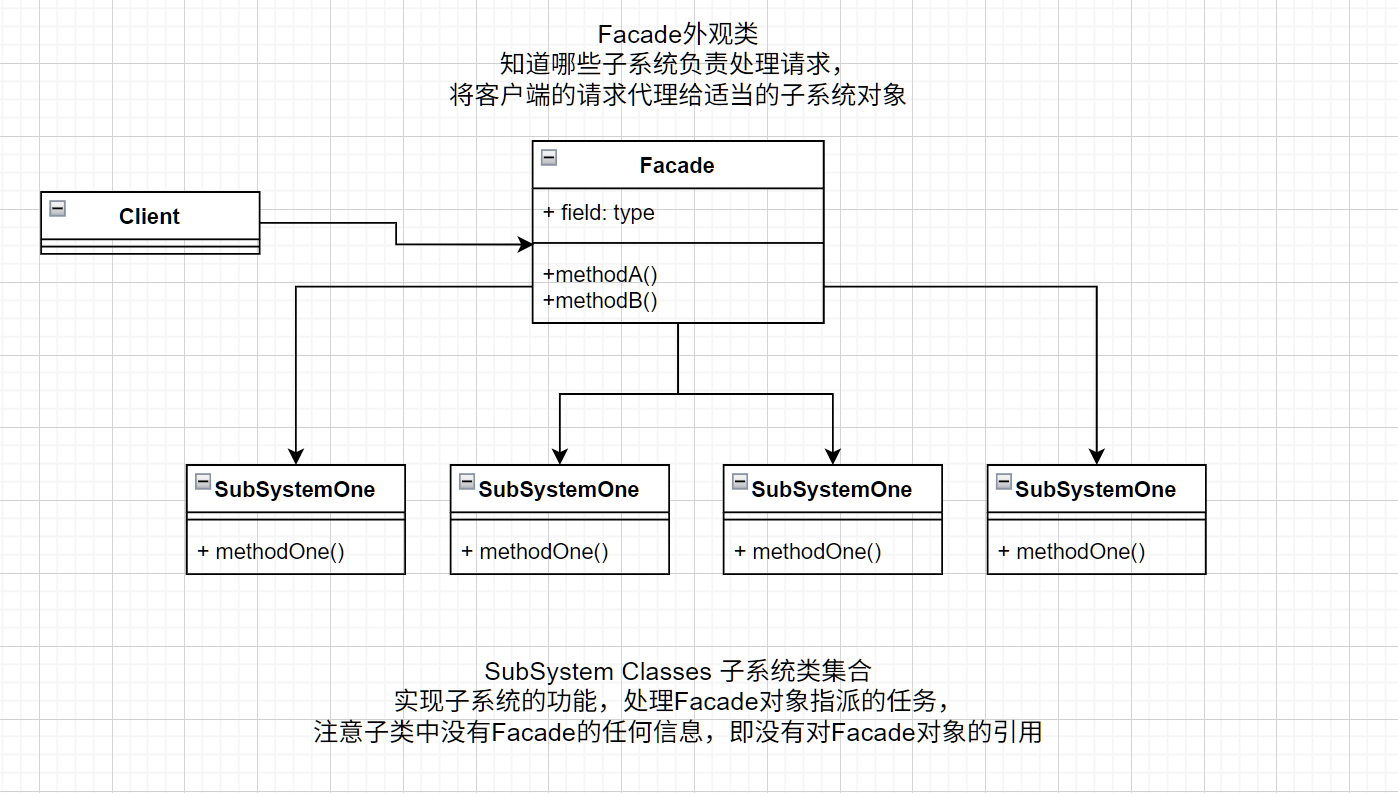 Facade外观类
知道哪些子系统负责处理请求，
将客户端的请求代理给适当的子系统对象
Facade
Client
+ field: type
+methodA()
+methodB()
SubSystemOne
SubSystemOne
SubSystemOne
SubSystemOne
+ methodOne()
+ methodOne()
+ methodOne()
+ methodOne()
SubSystem Classes 子系统类集合
实现子系统的功能，处理Facade对象指派的任务，
注意子类中没有Facade的任何信息，即没有对Facade对象的引用